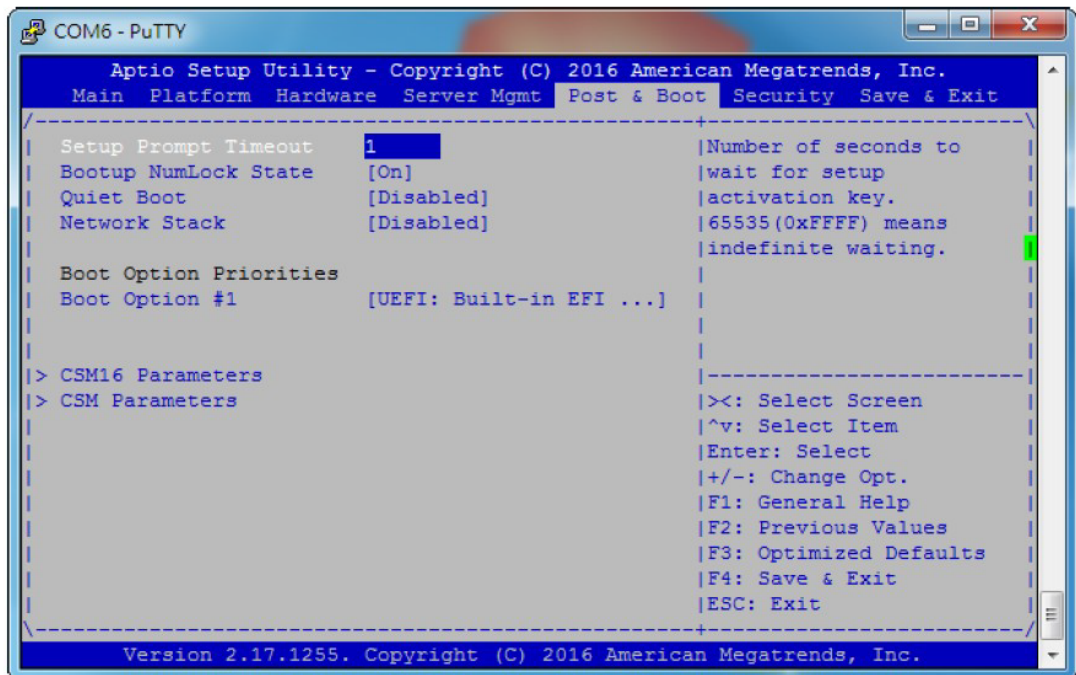 COM6 - PuTTY
Aptio Setup Utility - Copyright (C) 2016 American Megatrends, Inc.
Main Platform Hardware Server Mgmt Post & Boot Security Save & Exit
/----------------------------------------------------+-------------------------\
| Setup Prompt Timeout 1 |Number of seconds to |
| Bootup NumLock State [On] |wait for setup |
| Quiet Boot [Disabled] |activation key. |
| Network Stack [Disabled] |65535(0xFFFF) means |
| |indefinite waiting. |
| Boot Option Priorities | |
| Boot Option #1 [UEFI: Built-in EFI ...] | |
| | |
| | |
|> CSM16 Parameters |-------------------------|
|> CSM Parameters |><: Select Screen |
| |^v: Select Item |
| |Enter: Select |
| |+/-: Change Opt. |
| |F1: General Help |
| |F2: Previous Values |
| |F3: Optimized Defaults |
| |F4: Save & Exit |
| |ESC: Exit |
\----------------------------------------------------+-------------------------/
Version 2.17.1255. Copyright (C) 2016 American Megatrends, Inc.